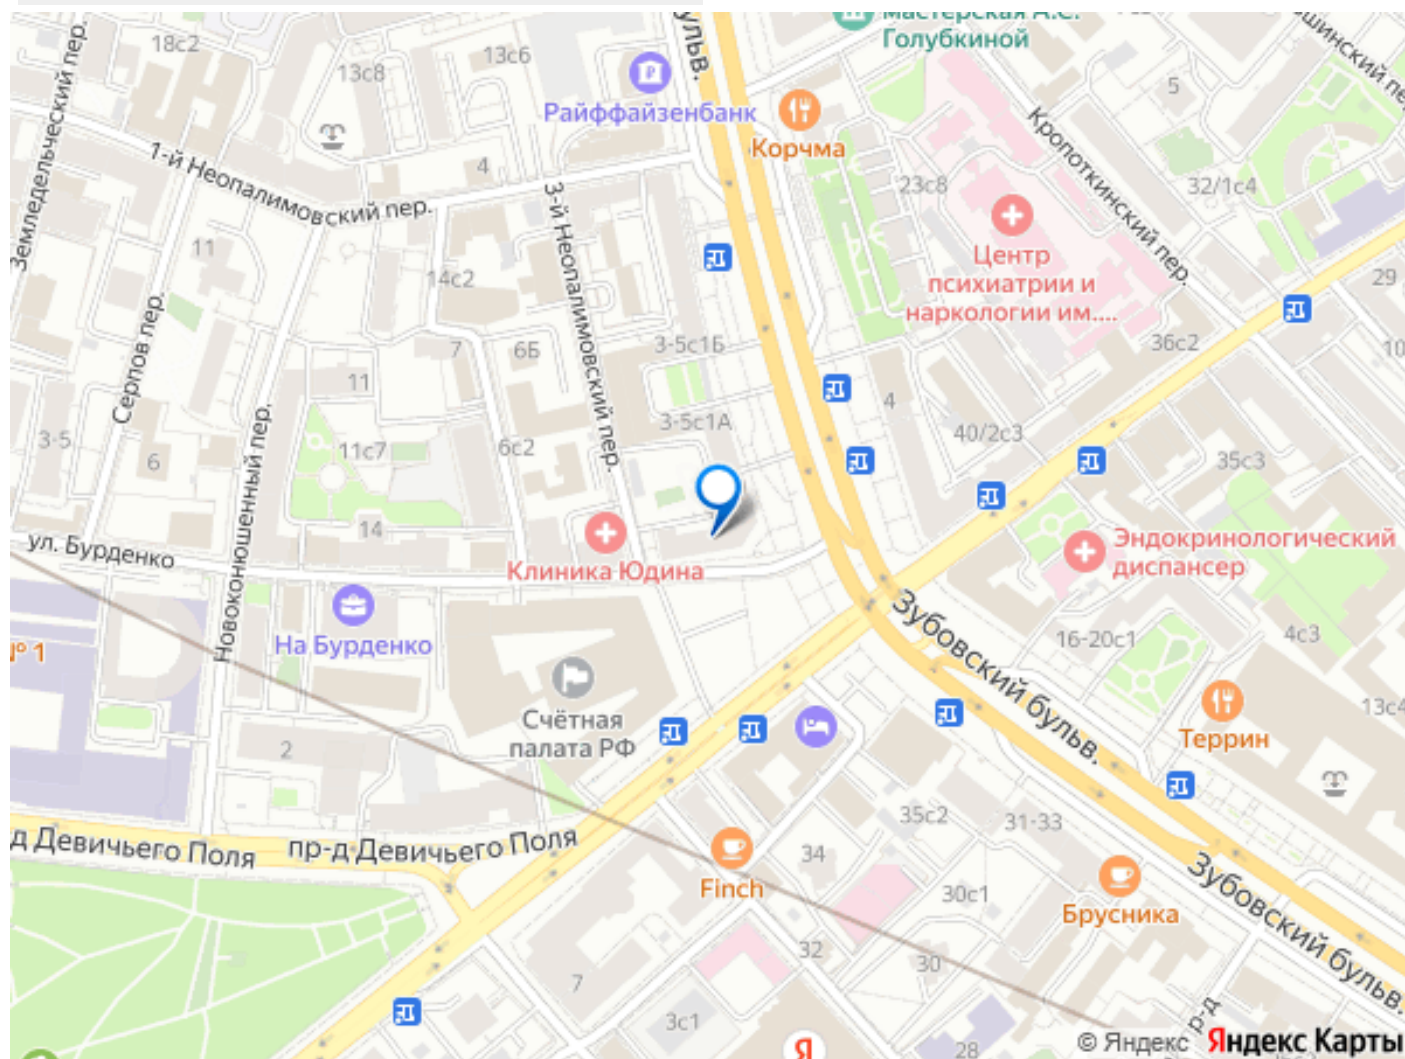 18с2
13с8
13с6
бульв.
Мастерская А.С.
Голубкиной
Райффайзенбанк
Корчма
5
Земледельческий пер.
1-й Неопалимовский пер.
4
3-й Неопалимовский пер.
23с8
Кропоткинский пер.
32/1с4
11
Центр
психиатрии и
наркологии им....
14с2
29
Серпов пер.
7
6Б
3-5с1Б
36с2
10
11
3-5с1А
4
40/2с3
3-5
6
11с7
6с2
35с3
Новоконюшенный пер.
14
ул. Бурденко
Клиника Юдина
Эндокринологический
диспансер
На Бурденко
№ 1
Зубовский бульв.
16-20с1
4с3
Счётная
палата РФ
2
13с4
Террин
пр-д Девичьего Поля
35с2
31-33
34
Finch
30с1
Брусника
Зубовский бульв.
32
30
7
3с1
28
р-д
Я
© Яндекс Яндекс Карты